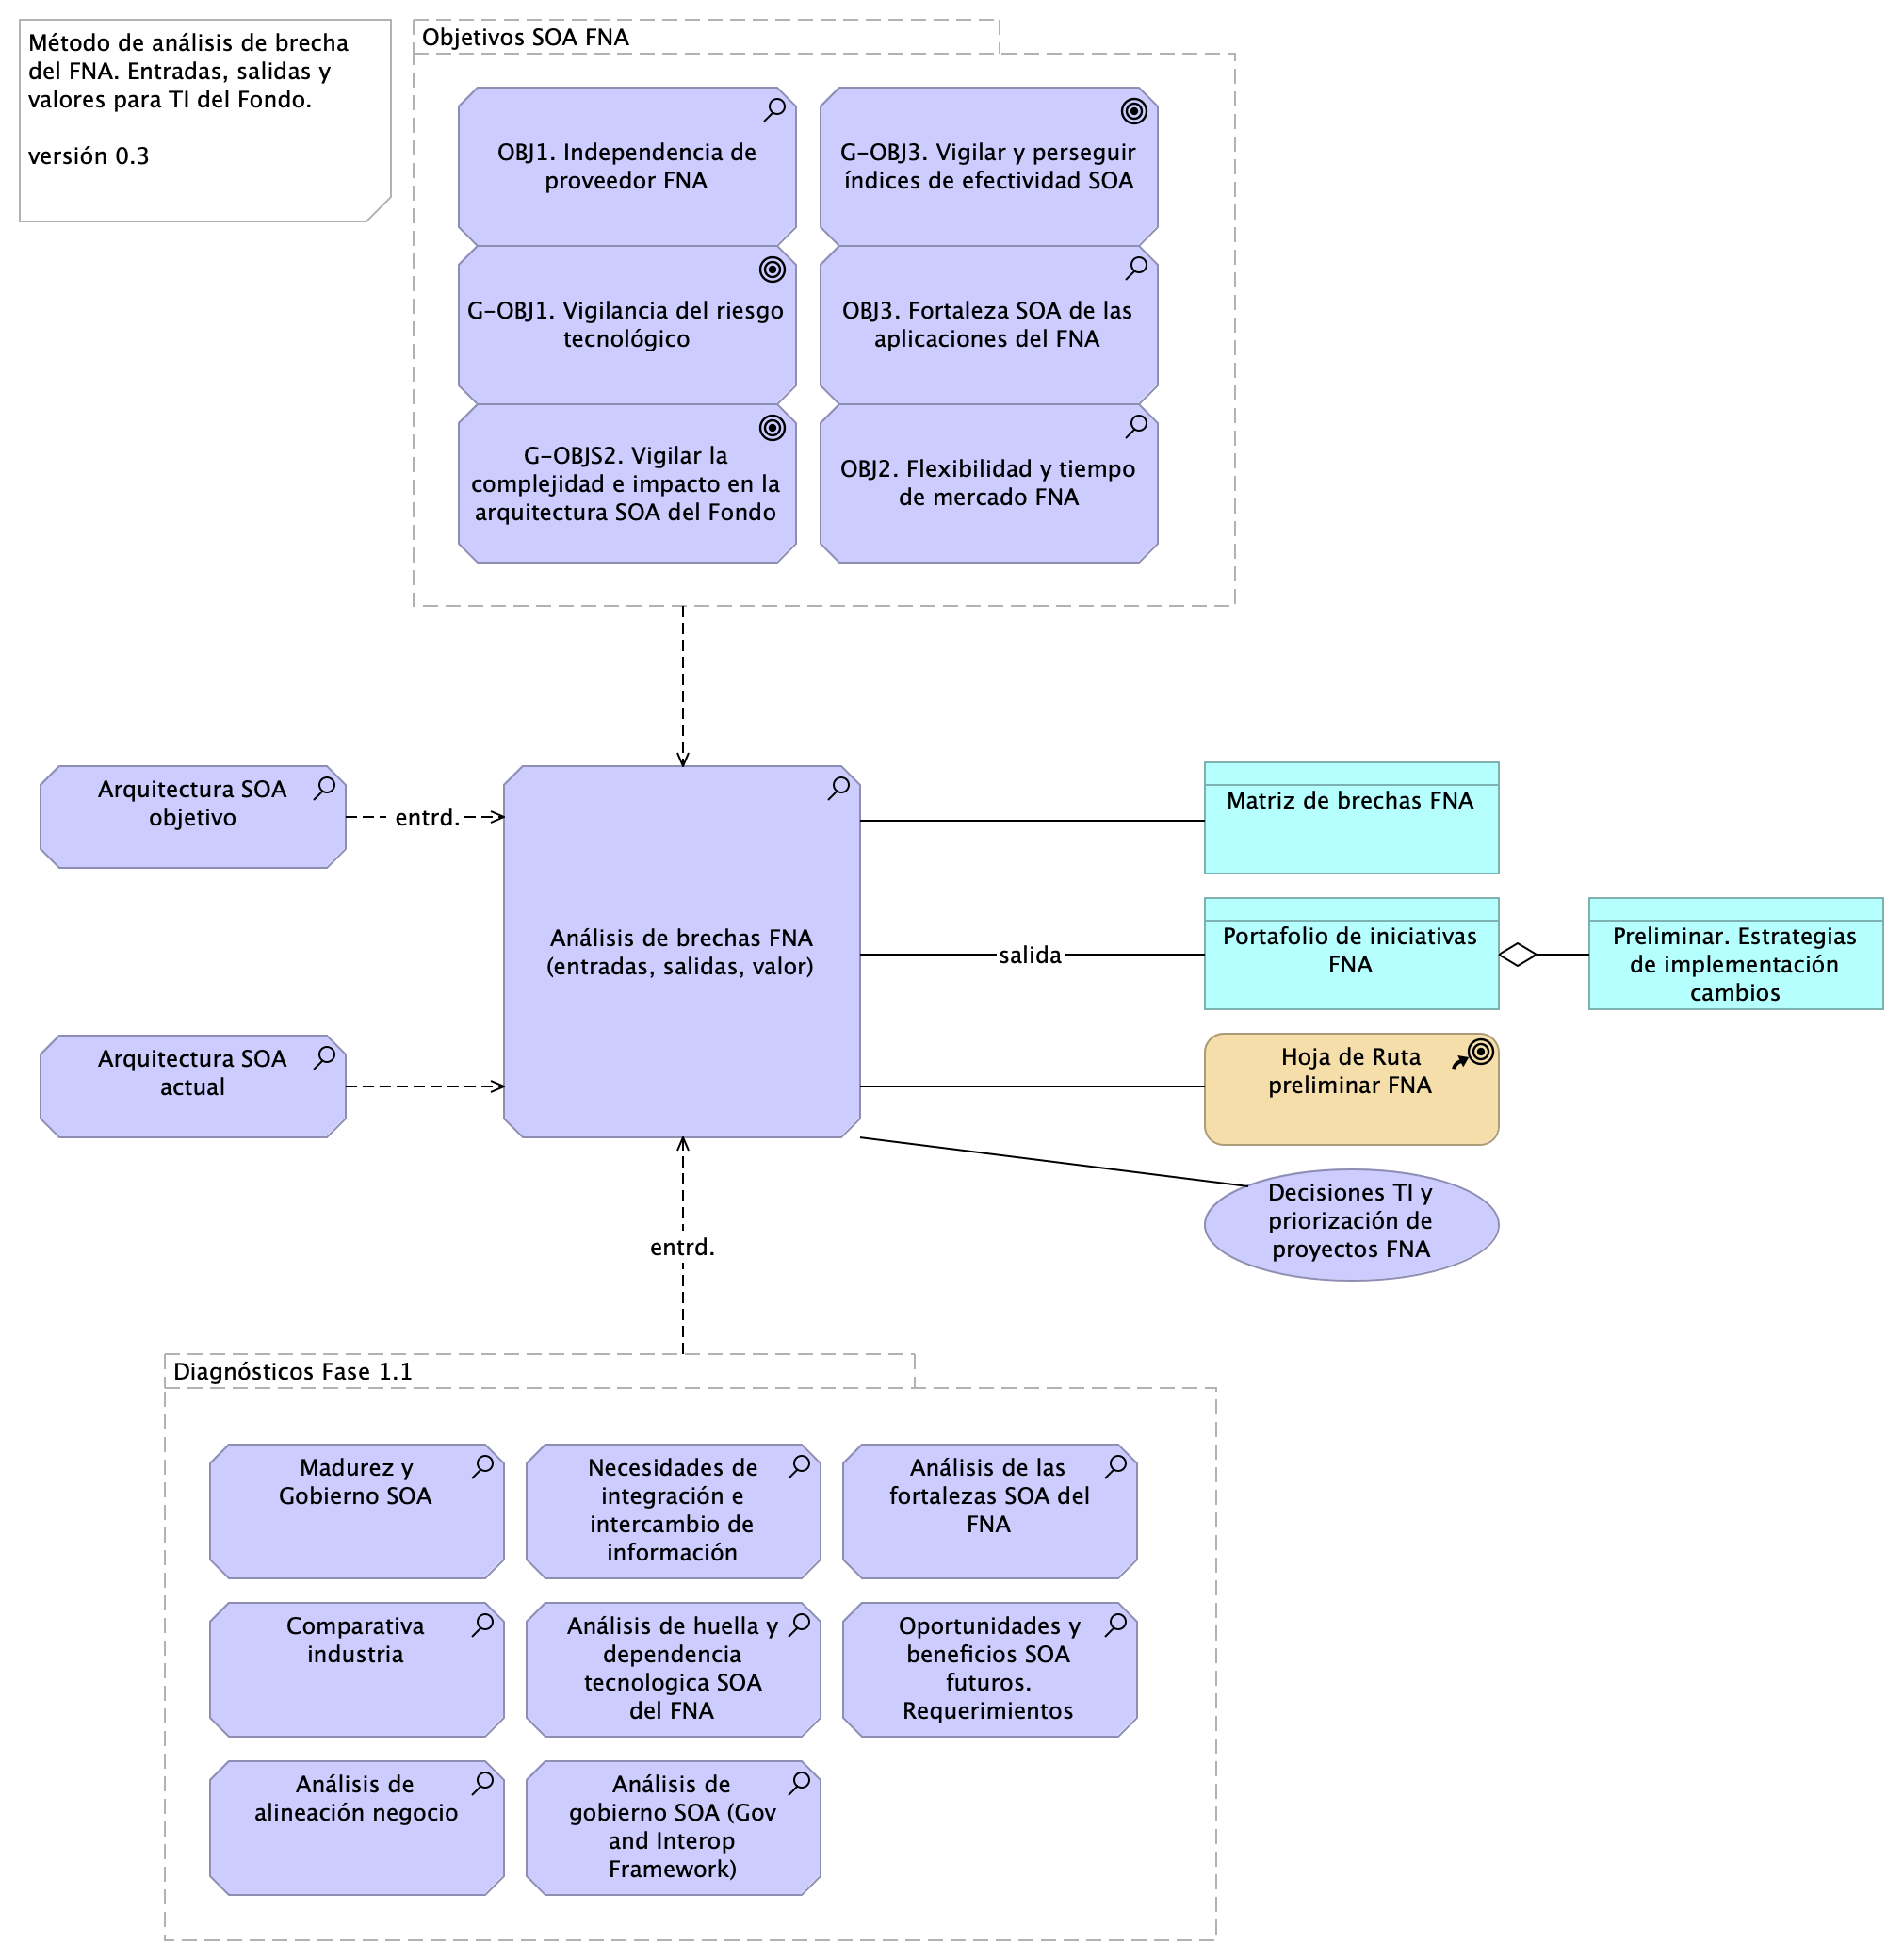 Método de análisis de brecha
del FNA. Entradas, salidas y
valores para TI del Fondo.
versión 0.3
Objetivos SOA FNA
OBJ1. Independencia de
proveedor FNA
G-OBJ3. Vigilar y perseguir
índices de efectividad SOA
G-OBJ1. Vigilancia del riesgo
tecnológico
OBJ3. Fortaleza SOA de las
aplicaciones del FNA
G-OBJS2. Vigilar la
complejidad e impacto en la
arquitectura SOA del Fondo
OBJ2. Flexibilidad y tiempo
de mercado FNA
Arquitectura SOA
objetivo
entrd.
Análisis de brechas FNA
(entradas, salidas, valor)
Matriz de brechas FNA
salida
Portafolio de iniciativas
FNA
Preliminar. Estrategias
de implementación
cambios
Arquitectura SOA
actual
Hoja de Ruta
preliminar FNA
Decisiones TI y
priorización de
proyectos FNA
entrd.
Diagnósticos Fase 1.1
Madurez y
Gobierno SOA
Necesidades de
integración e
intercambio de
información
Análisis de las
fortalezas SOA del
FNA
Comparativa
industria
Análisis de huella y
dependencia
tecnologica SOA
del FNA
Oportunidades y
beneficios SOA
futuros.
Requerimientos
Análisis de
alineación negocio
Análisis de
gobierno SOA (Gov
and Interop
Framework)